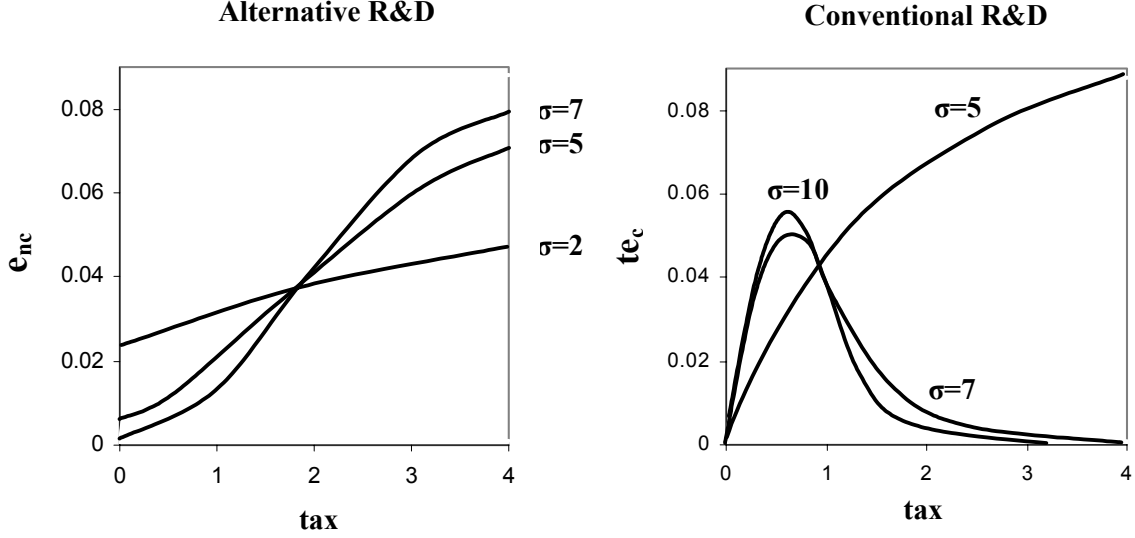 Alternative R&D
0.08
0.06
0.04
0.02
0
e_nc
0
1
2
3
4
tax
σ=7
σ=5
σ=2
Conventional R&D
0.08
0.06
0.04
0.02
0
te_c
0
1
2
3
4
tax
σ=5
σ=10
σ=7